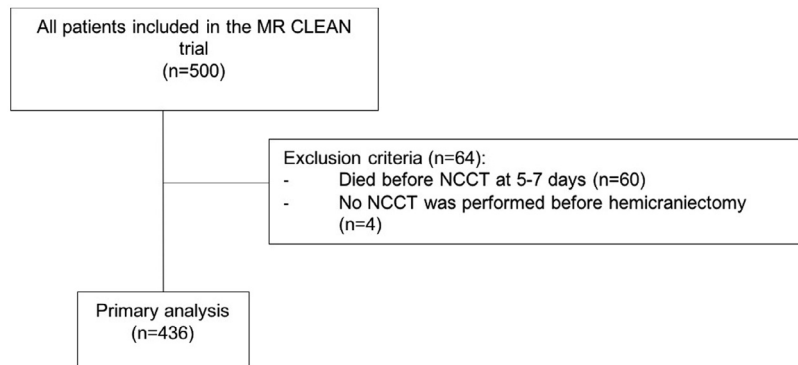 All patients included in the MR CLEAN
trial
(n=500)
Exclusion criteria (n=64):
- Died before NCCT at 5-7 days (n=60)
- No NCCT was performed before hemicraniectomy
(n=4)
Primary analysis
(n=436)